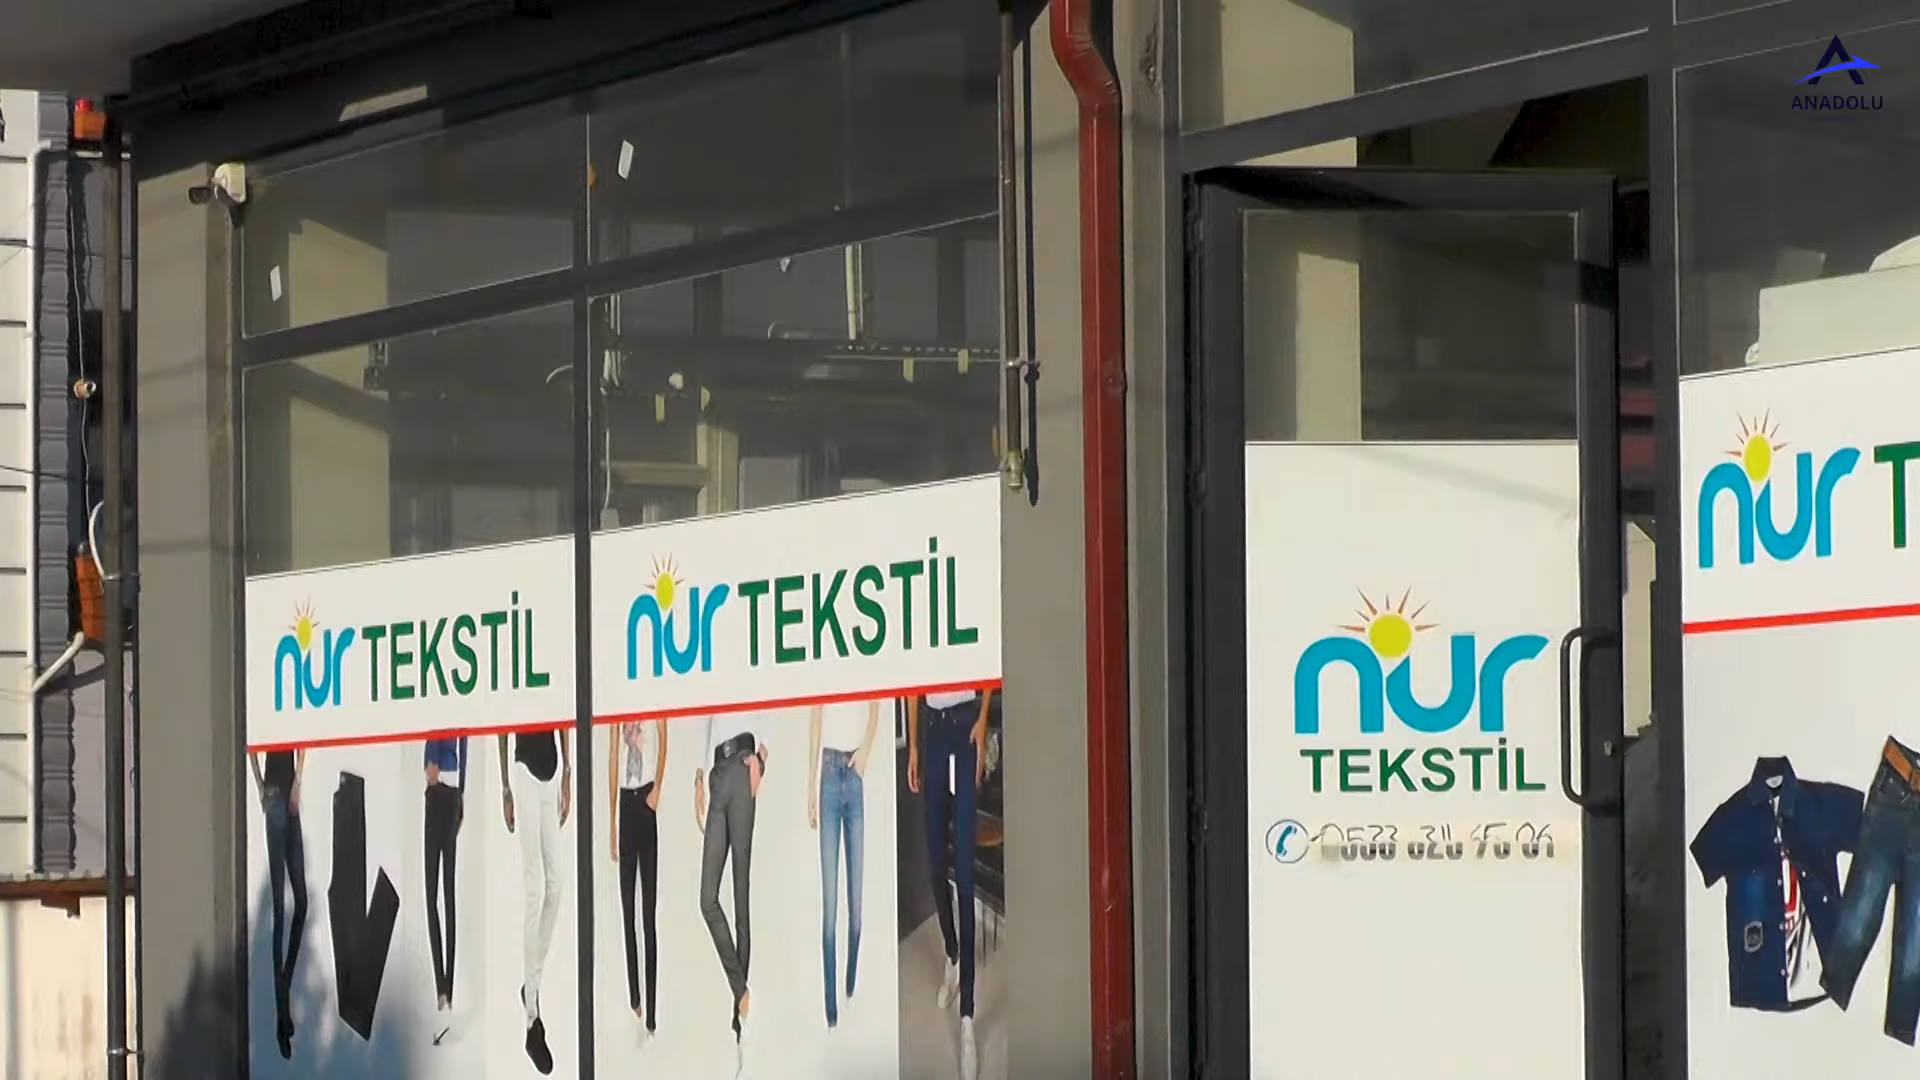 ANADOLU
nur TEKSTİL
nur TEKSTİL
nur
TEKSTİL
nur T